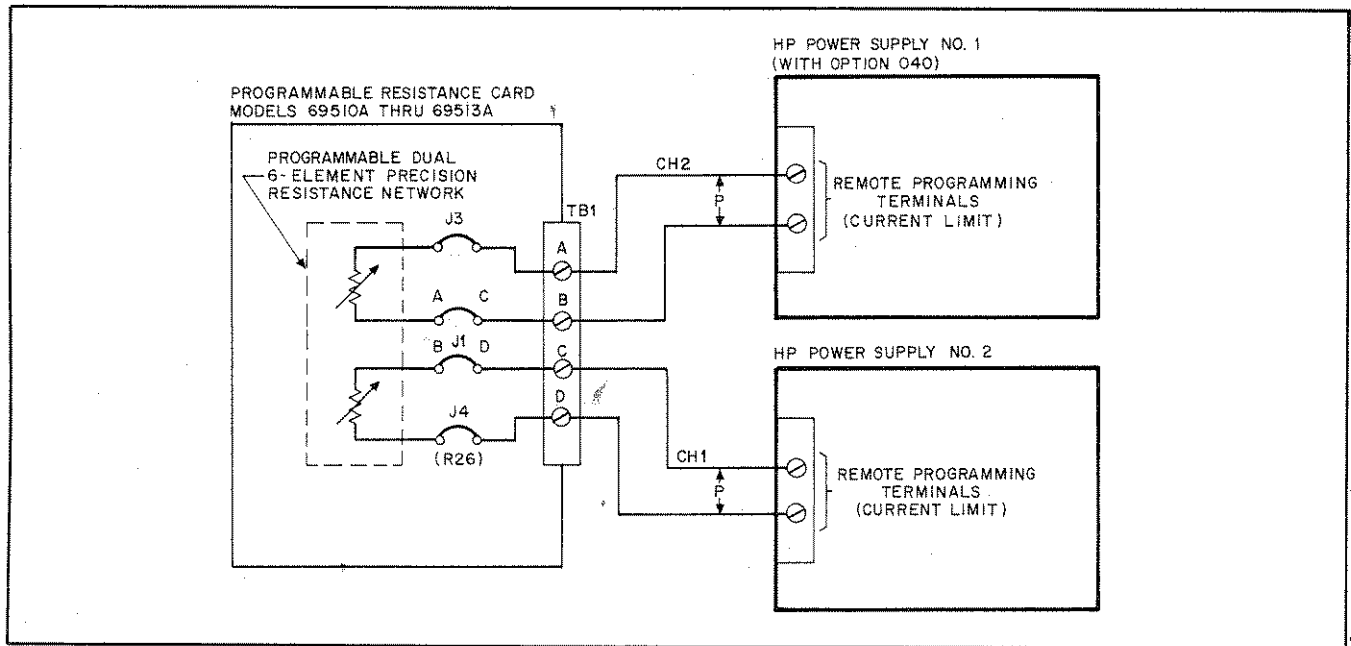 HP POWER SUPPLY NO. 1
(WITH OPTION 040)
PROGRAMMABLE RESISTANCE CARD
MODELS 69510A THRU 69513A
PROGRAMMABLE DUAL
6-ELEMENT PRECISION
RESISTANCE NETWORK
CH2
P
REMOTE PROGRAMMING
TERMINALS
(CURRENT LIMIT)
TB1
J3
A
A C
B
B J1 D
C
HP POWER SUPPLY NO. 2
D
J4
(R26)
CH1
P
REMOTE PROGRAMMING
TERMINALS
(CURRENT LIMIT)